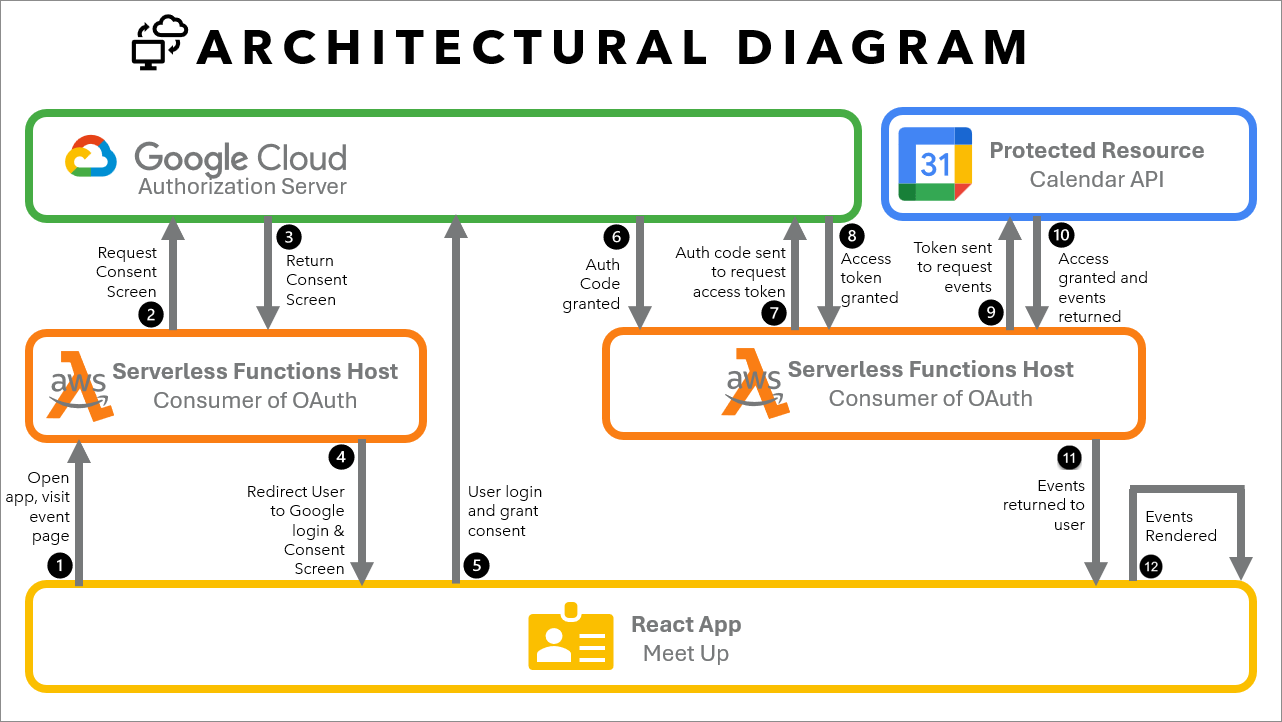 ARCHITECTURAL DIAGRAM
Google Cloud
Authorization Server
31
Protected Resource
Calendar API
2
Request
Consent
Screen
3
Return
Consent
Screen
6
Auth
Code
granted
7
Auth code sent
to request
access token
8
Access
token
granted
9
Token sent
to request
events
10
Access
granted and
events
returned
aws
Serverless Functions Host
Consumer of OAuth
aws
Serverless Functions Host
Consumer of OAuth
1
Open
app, visit
event
page
4
Redirect User
to Google
login &
Consent
Screen
5
User login
and grant
consent
11
Events
returned to
user
12
Events
Rendered
React App
Meet Up